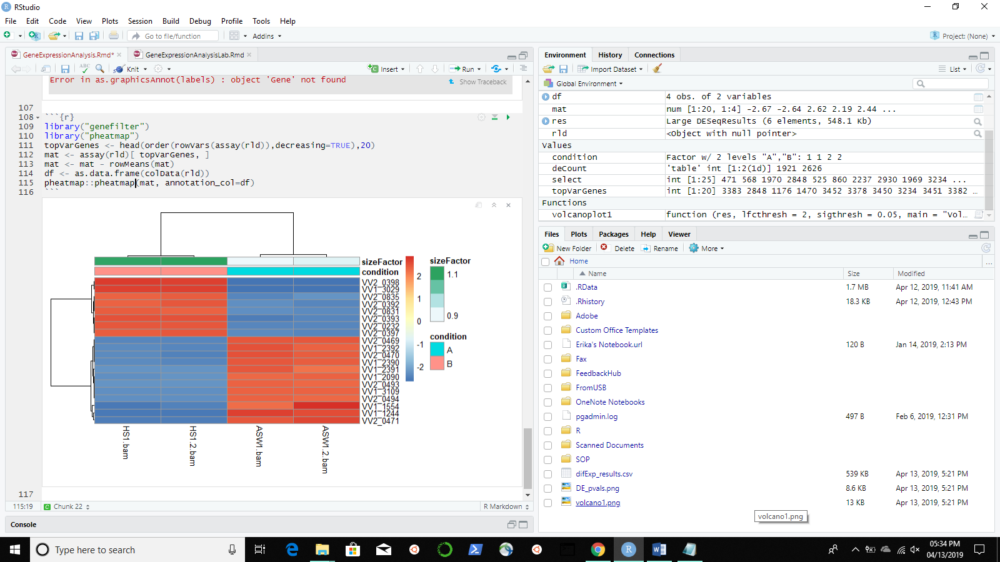 RStudio
File Edit Code View Plots Session Build Debug Profile Tools Help
Go to file/function Addins Project: (None)
GeneExpressionAnalysis.Rmd* GeneExpressionAnalysisLab.Rmd
ABC Knit Insert Run
Error in as.graphicsAnnot(labels) : object 'Gene' not found Show Traceback
107
108 ```{r}
109 library("genefilter")
110 library("pheatmap")
111 topVarGenes <- head(order(rowVars(assay(rld)),decreasing=TRUE),20)
112 mat <- assay(rld)[ topVarGenes, ]
113 mat <- mat - rowMeans(mat)
114 df <- as.data.frame(colData(rld))
115 pheatmap::pheatmap(mat, annotation_col=df)
116 ```
sizeFactor
condition
VV2_0398
VV1_3029
VV2_0835
VV2_0392
VV2_0831
VV2_0393
VV2_0232
VV2_0397
VV2_0469
VV1_2392
VV2_0470
VV1_2390
VV1_2391
VV1_2090
VV2_0493
VV1_3109
VV2_0494
VV1_1554
VV1_1244
VV2_0471
2
1
0
-1
-2
sizeFactor
1.1
0.9
condition
A
B
HS1.bam
HS1.2.bam
ASW1.bam
ASW1.2.bam
117
115:19 Chunk 22 R Markdown
Console
Environment History Connections
Import Dataset List
Global Environment
df 4 obs. of 2 variables
mat num [1:20, 1:4] -2.67 -2.64 2.62 2.19 2.44 ...
res Large DESeqResults (6 elements, 548.1 Kb)
rld <Object with null pointer>
Values
condition Factor w/ 2 levels "A","B": 1 1 2 2
deCount 'table' int [1:2(1d)] 1921 2626
select int [1:25] 471 568 1970 2848 525 860 2237 2930 1969 3234 ...
topVarGenes int [1:20] 3383 2848 1176 1470 3452 3378 3450 3234 3451 3382 …
Functions
volcanoplot1 function (res, lfcthresh = 2, sigthresh = 0.05, main = "Vol…
Files Plots Packages Help Viewer
New Folder Delete Rename More
Home ...
Name Size Modified
.RData 1.7 MB Apr 12, 2019, 11:41 AM
.Rhistory 18.3 KB Apr 12, 2019, 12:43 PM
Adobe
Custom Office Templates
Erika's Notebook.url 120 B Jan 14, 2019, 2:13 PM
Fax
FeedbackHub
FromUSB
OneNote Notebooks
pgadmin.log 497 B Feb 6, 2019, 12:31 PM
R
Scanned Documents
SOP
difExp_results.csv 539 KB Apr 13, 2019, 5:21 PM
DE_pvals.png 8.6 KB Apr 13, 2019, 5:21 PM
volcano1.png 13 KB Apr 13, 2019, 5:21 PM
volcano1.png
Type here to search
05:34 PM
04/13/2019